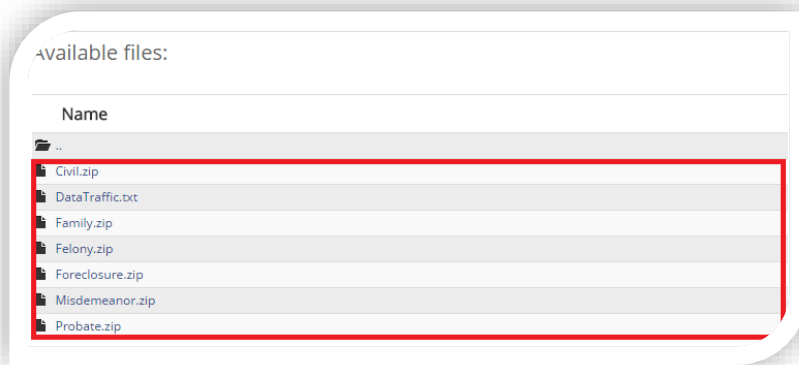 Available files:
Name
..
Civil.zip
DataTraffic.txt
Family.zip
Felony.zip
Foreclosure.zip
Misdemeanor.zip
Probate.zip